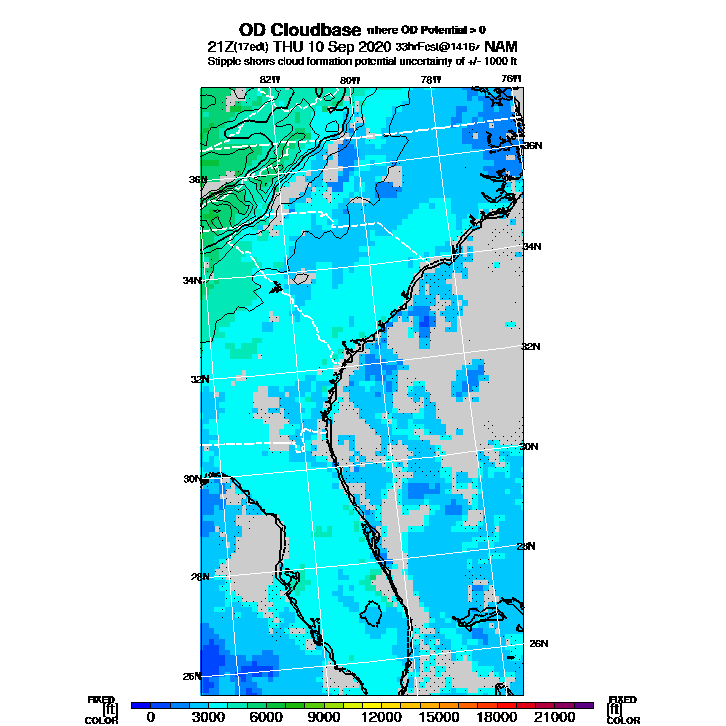 OD Cloudbase where OD Potential > 0
21Z(17edt) THU 10 Sep 2020 33hrFcst@1416z NAM
Stipple shows cloud formation potential uncertainty of +/- 1000 ft
82W 80W 78W 76W
36N 36N
34N 34N
32N 32N
30N 30N
28N 28N
26N 26N
FIXED FIXED
[ft] [ft]
COLOR COLOR
0 3000 6000 9000 12000 15000 18000 21000